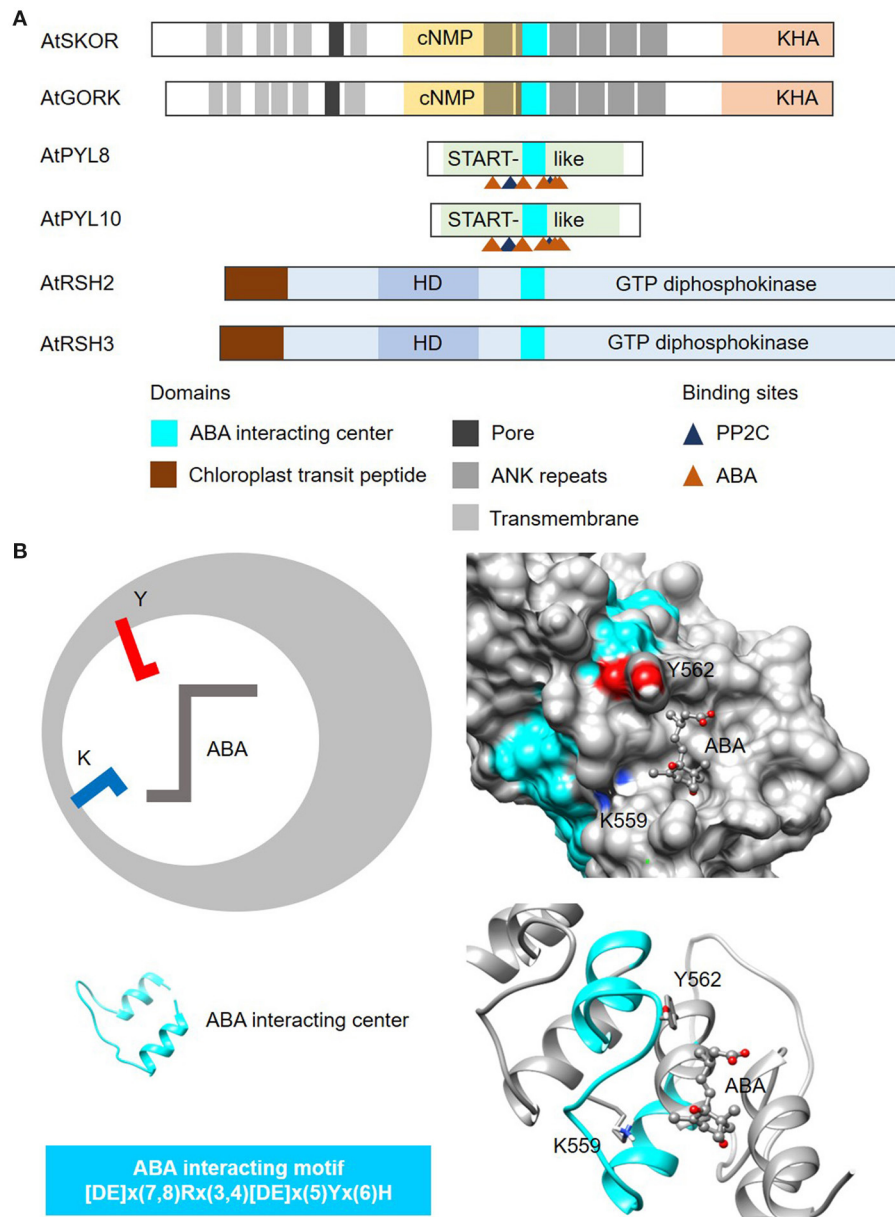 A
AtSKOR
cNMP
KHA
AtGORK
cNMP
KHA
AtPYL8
START-
like
AtPYL10
START-
like
AtRSH2
HD
GTP diphosphokinase
AtRSH3
HD
GTP diphosphokinase
Domains
Binding sites
ABA interacting center
Pore
PP2C
Chloroplast transit peptide
ANK repeats
ABA
Transmembrane
B
Y
K
ABA
Y562
ABA
K559
ABA interacting center
Y562
ABA
K559
ABA interacting motif
[DE]x(7,8)Rx(3,4)[DE]x(5)Yx(6)H